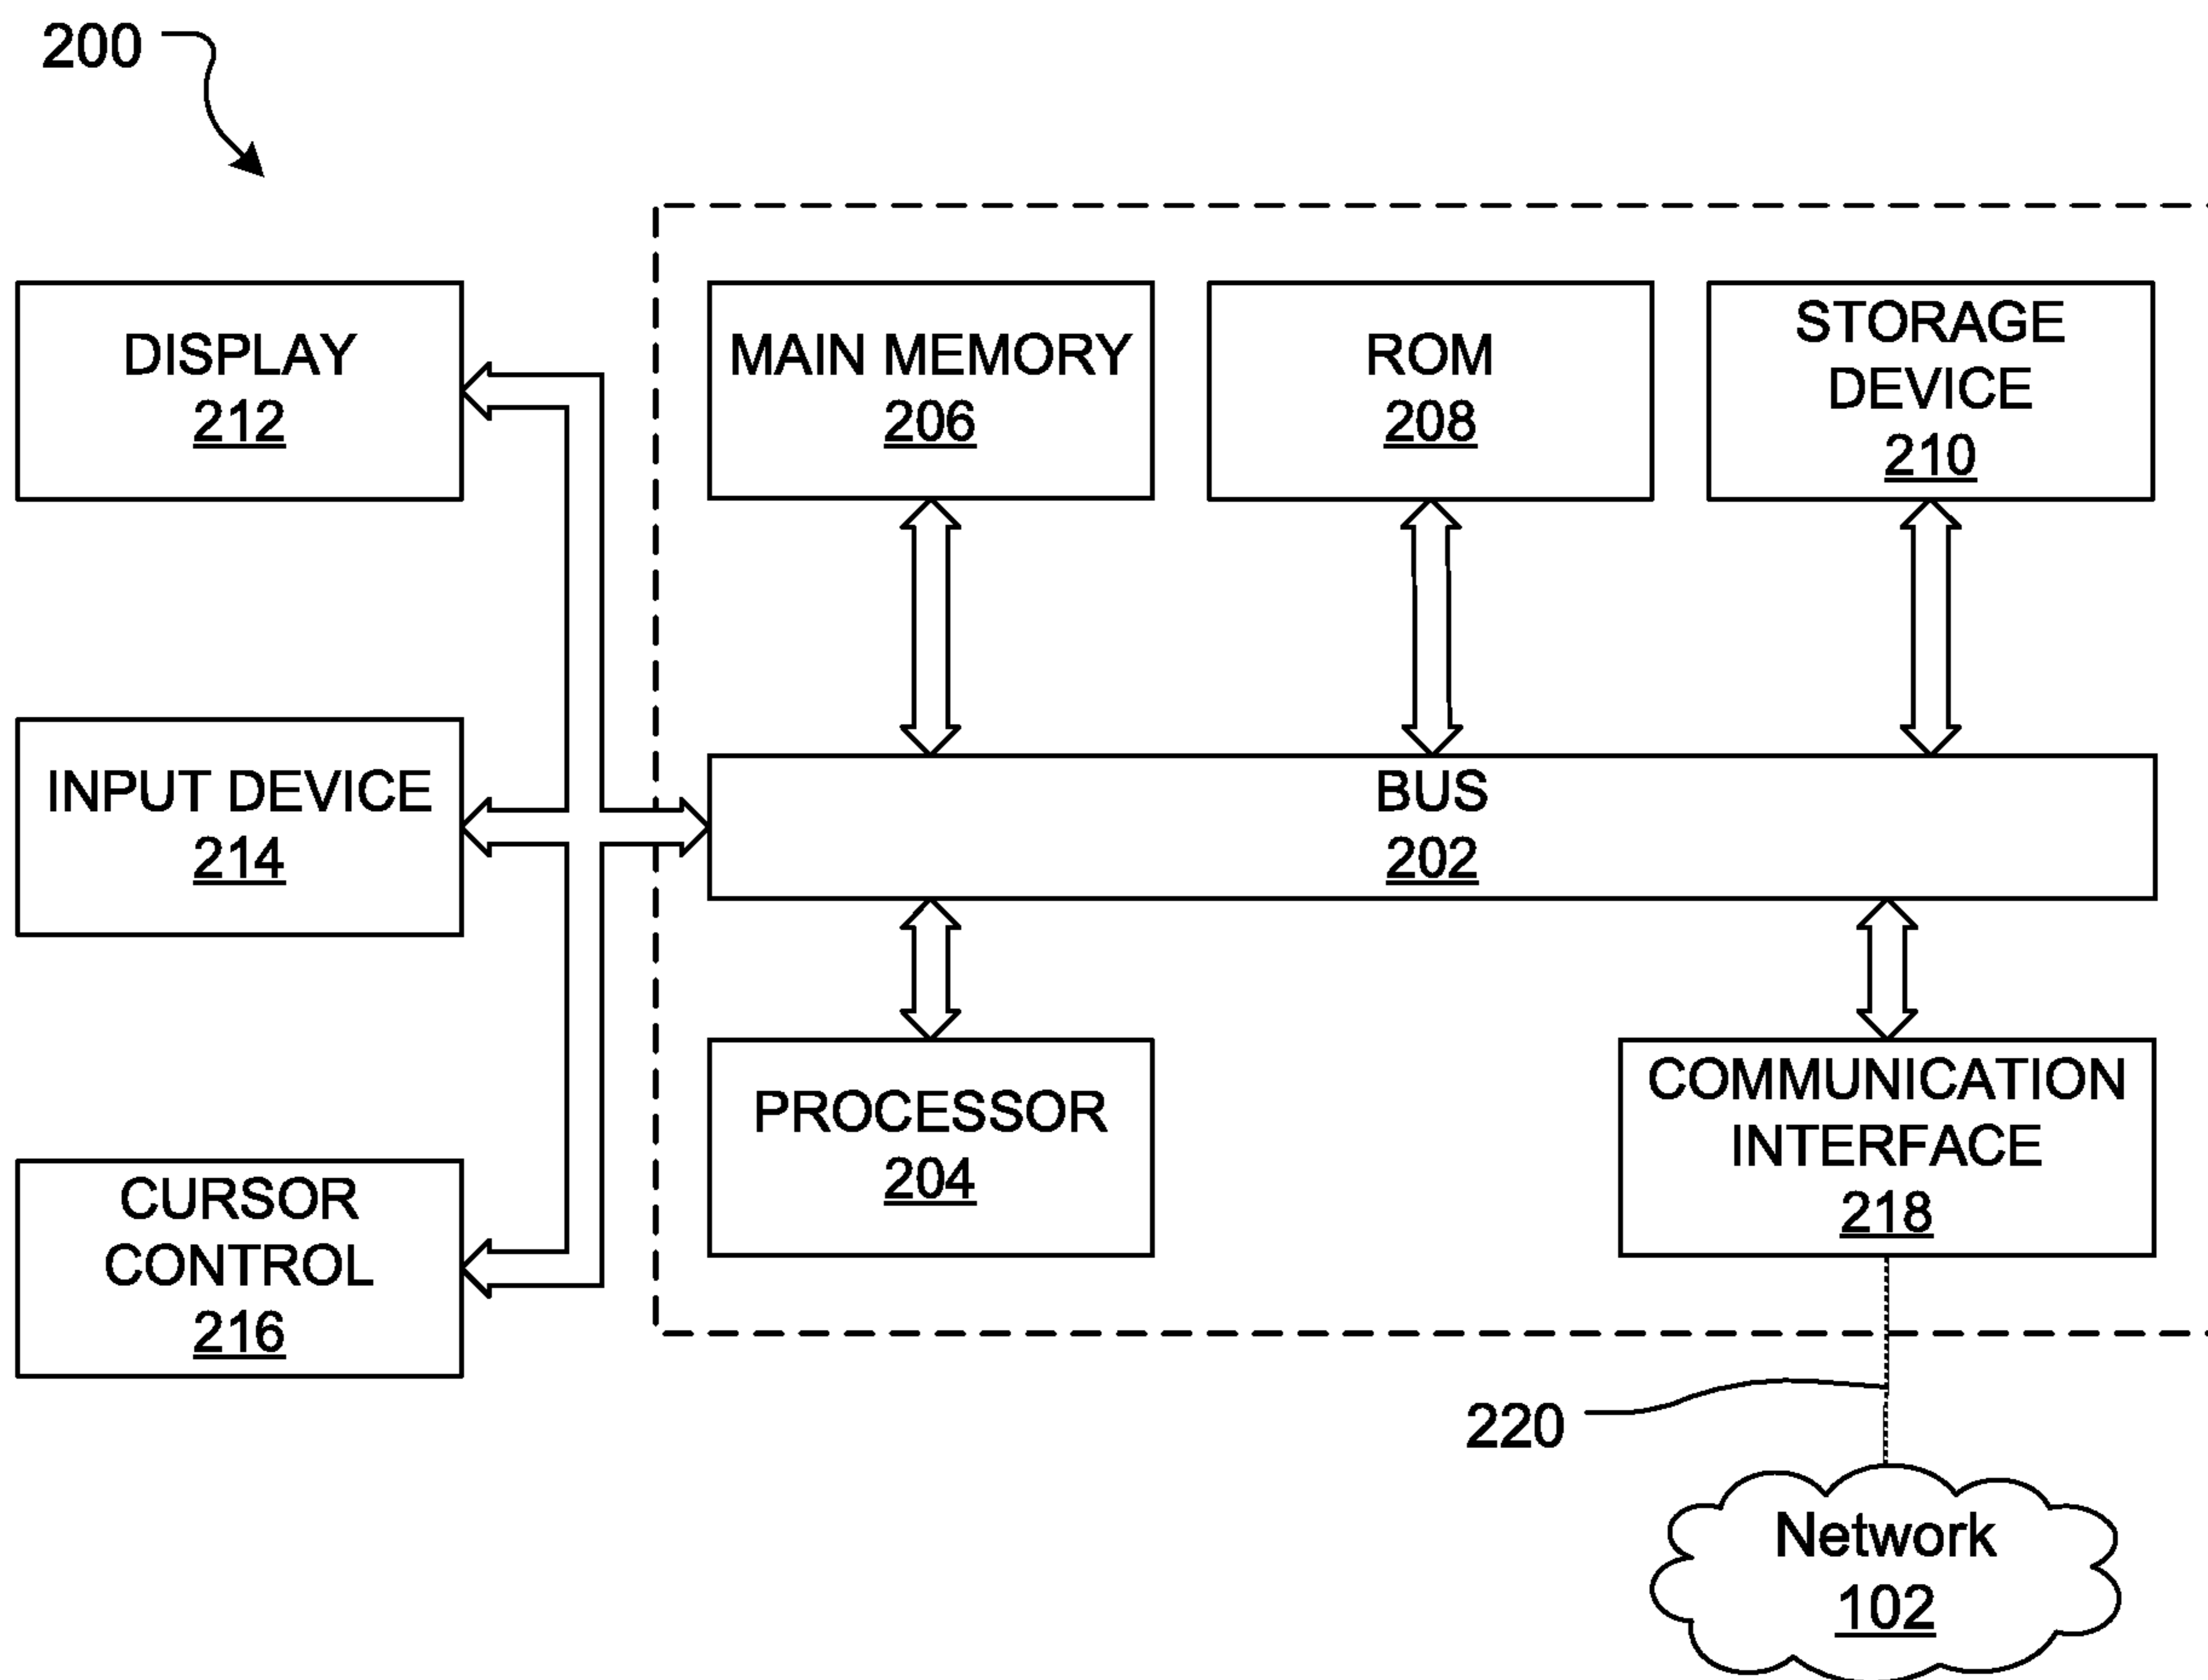 200
DISPLAY
212
MAIN MEMORY
206
ROM
208
STORAGE
DEVICE
210
INPUT DEVICE
214
BUS
202
CURSOR
CONTROL
216
PROCESSOR
204
COMMUNICATION
INTERFACE
218
220
Network
102